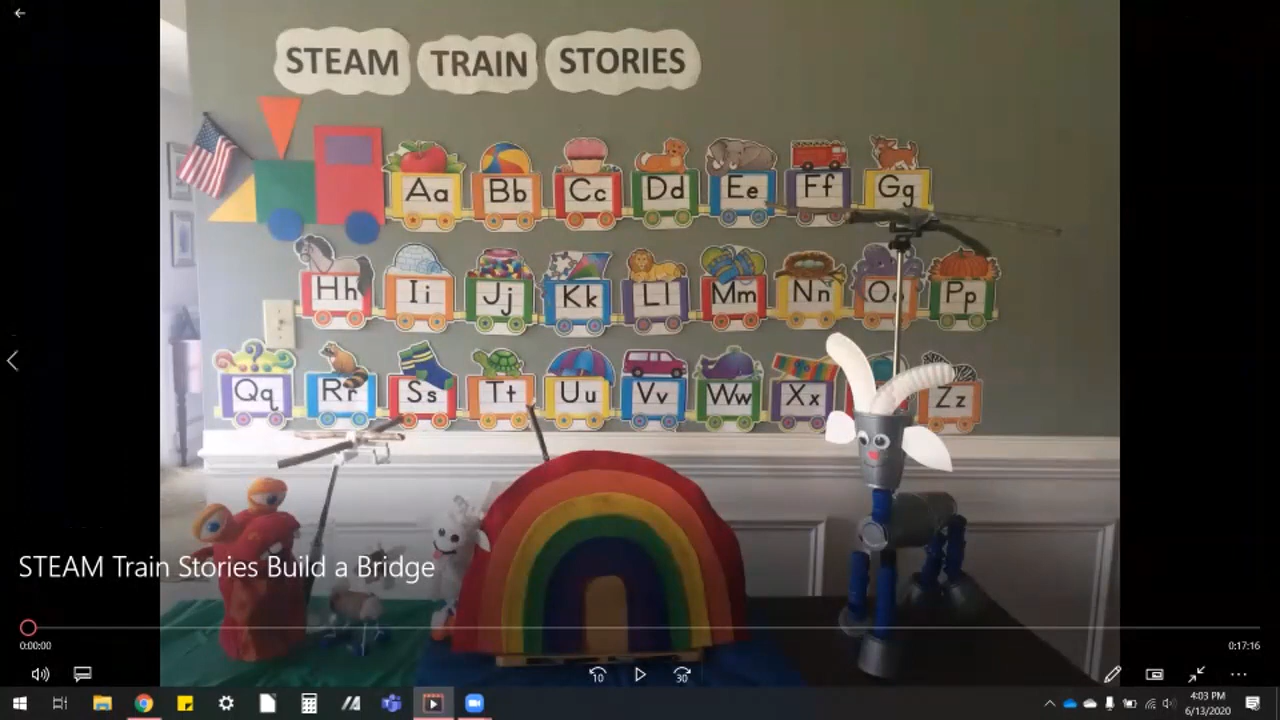 STEAM TRAIN STORIES
Aa Bb Cc Dd Ee Ff Gg
Hh Ii Jj Kk Ll Mm Nn Oo Pp
Qq Rr Ss Tt Uu Vv Ww Xx Zz
STEAM Train Stories Build a Bridge
0:00:00 0:17:16
10 30
4:03 PM
6/13/2020